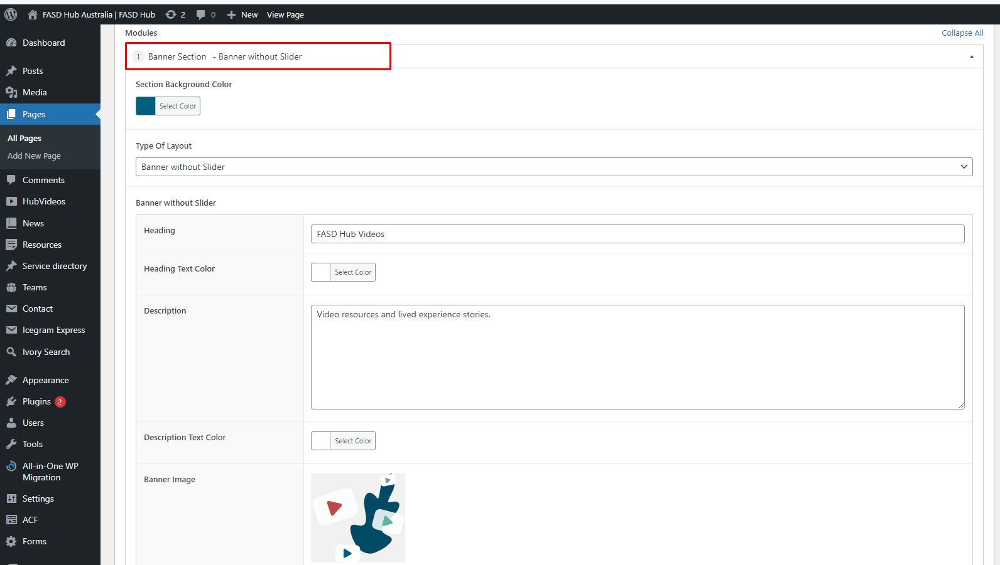 FASD Hub Australia | FASD Hub
2
0
New
View Page
Dashboard
Posts
Media
Pages
All Pages
Add New Page
Comments
HubVideos
News
Resources
Service directory
Teams
Contact
Icegram Express
Ivory Search
Appearance
Plugins 2
Users
Tools
All-in-One WP
Migration
Settings
ACF
Forms
Modules
Collapse All
1 Banner Section - Banner without Slider
Section Background Color
Select Color
Type Of Layout
Banner without Slider
Banner without Slider
Heading
FASD Hub Videos
Heading Text Color
Select Color
Description
Video resources and lived experience stories.
Description Text Color
Select Color
Banner Image